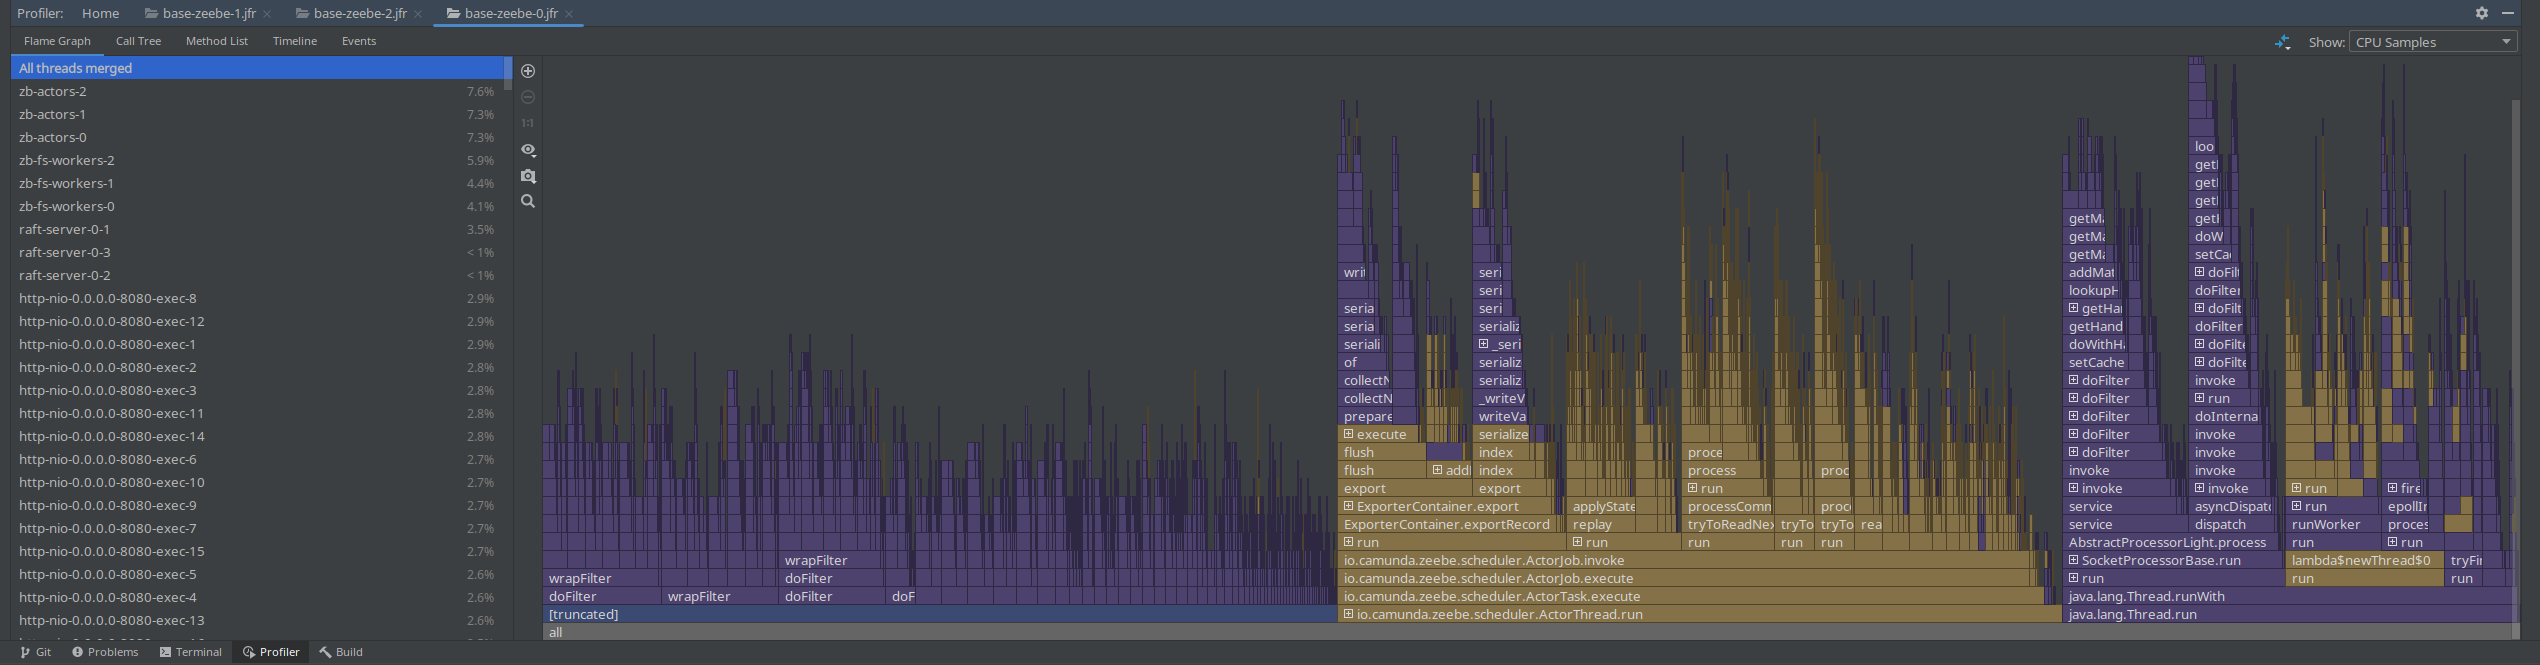 Profiler: Home base-zeebe-1.jfr base-zeebe-2.jfr base-zeebe-0.jfr
Flame Graph Call Tree Method List Timeline Events Show: CPU Samples
All threads merged
zb-actors-2 7.6%
zb-actors-1 7.3%
zb-actors-0 7.3%
zb-fs-workers-2 5.9%
zb-fs-workers-1 4.4%
zb-fs-workers-0 4.1%
raft-server-0-1 3.5%
raft-server-0-3 < 1%
raft-server-0-2 < 1%
http-nio-0.0.0.0-8080-exec-8 2.9%
http-nio-0.0.0.0-8080-exec-12 2.9%
http-nio-0.0.0.0-8080-exec-1 2.9%
http-nio-0.0.0.0-8080-exec-2 2.8%
http-nio-0.0.0.0-8080-exec-3 2.8%
http-nio-0.0.0.0-8080-exec-11 2.8%
http-nio-0.0.0.0-8080-exec-14 2.8%
http-nio-0.0.0.0-8080-exec-6 2.7%
http-nio-0.0.0.0-8080-exec-10 2.7%
http-nio-0.0.0.0-8080-exec-9 2.7%
http-nio-0.0.0.0-8080-exec-7 2.7%
http-nio-0.0.0.0-8080-exec-15 2.7%
http-nio-0.0.0.0-8080-exec-5 2.6%
http-nio-0.0.0.0-8080-exec-4 2.6%
http-nio-0.0.0.0-8080-exec-13 2.6%
1:1
loo
get
get
get
getMa get
getMa doW
getMa setCa
writ seri addMat doFilt
seri lookupH doFilter
seria seri getHa doFilt
seria serializ getHand doFilter
seriali _seri doWithHa doFilte
of serialize setCache doFilte
collectN serialize doFilter invoke
collectN _writeV doFilter run
prepare writeVa doFilter doInterna
execute serialize doFilter invoke
flush index proce doFilter invoke
flush add index process proc invoke invoke
export export run invoke invoke run fire
ExporterContainer.export applyState processComm proc service asyncDispatc run epollIn
ExporterContainer.exportRecord replay tryToReadNex tryTo tryTo rea service dispatch runWorker proces
run run run run run AbstractProcessorLight.process run run
wrapFilter io.camunda.zeebe.scheduler.ActorJob.invoke SocketProcessorBase.run lambda$newThread$0 tryFi
wrapFilter doFilter io.camunda.zeebe.scheduler.ActorJob.execute run run run
doFilter wrapFilter doFilter doF io.camunda.zeebe.scheduler.ActorTask.execute java.lang.Thread.runWith
[truncated] io.camunda.zeebe.scheduler.ActorThread.run java.lang.Thread.run
all
Git Problems Terminal Profiler Build